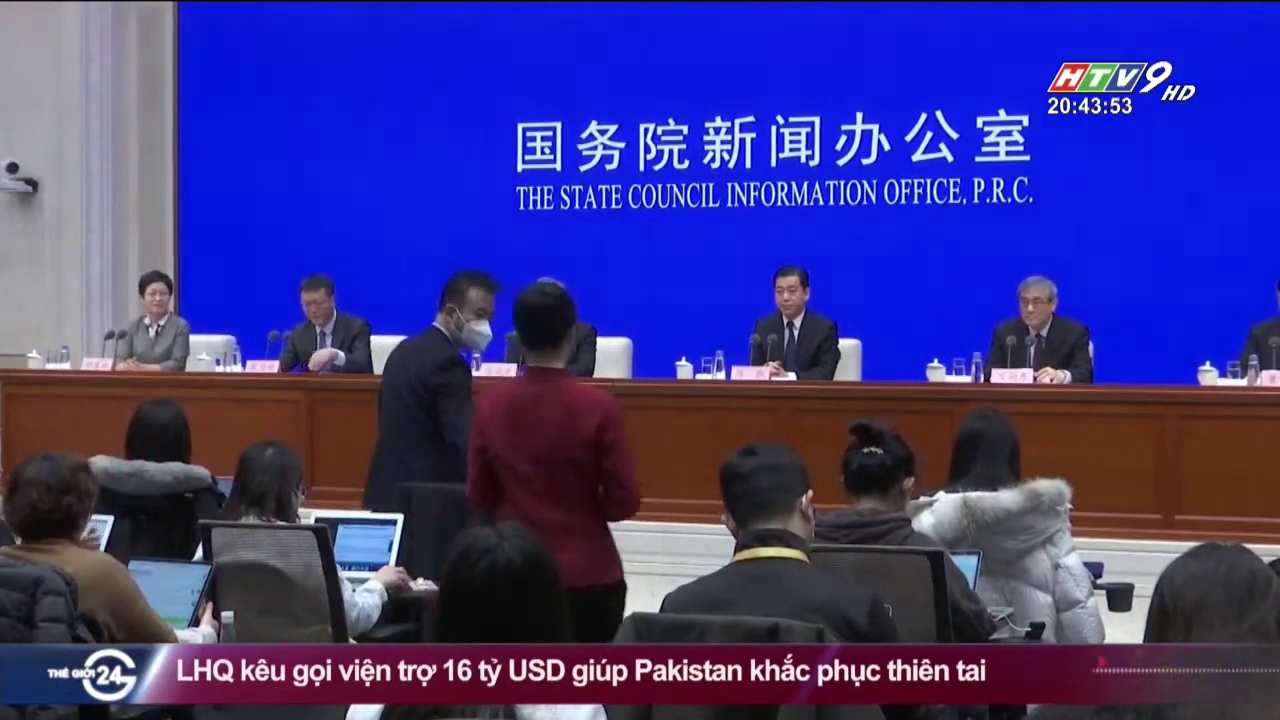 HTV9 HD
20:43:53
国务院新闻办公室
THE STATE COUNCIL INFORMATION OFFICE, P.R.C.
THẾ GIỚI 24G
LHQ kêu gọi viện trợ 16 tỷ USD giúp Pakistan khắc phục thiên tai